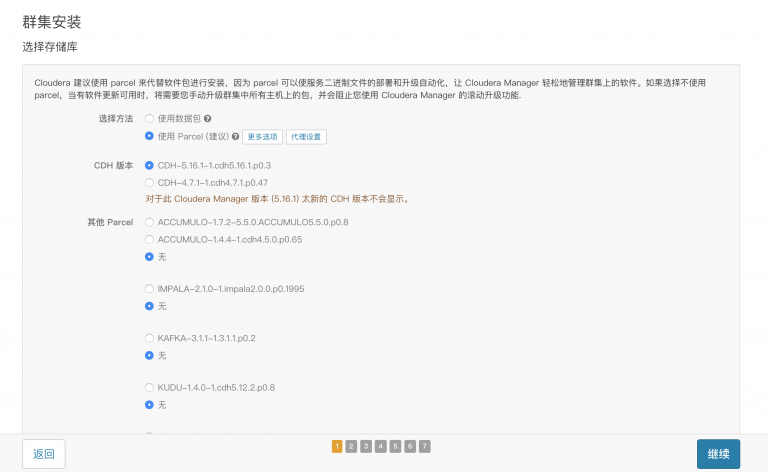 群集安装
选择存储库
Cloudera 建议使用 parcel 来代替软件包进行安装，因为 parcel 可以使服务二进制文件的部署和升级自动化，让 Cloudera Manager 轻松地管理群集上的软件。如果选择不使用
parcel，当有软件更新可用时，将需要您手动升级群集中所有主机上的包，并会阻止您使用 Cloudera Manager 的滚动升级功能.
选择方法 使用数据包
使用 Parcel (建议) 更多选项 代理设置
CDH 版本 CDH-5.16.1-1.cdh5.16.1.p0.3
CDH-4.7.1-1.cdh4.7.1.p0.47
对于此 Cloudera Manager 版本 (5.16.1) 太新的 CDH 版本不会显示。
其他 Parcel ACCUMULO-1.7.2-5.5.0.ACCUMULO5.5.0.p0.8
ACCUMULO-1.4.4-1.cdh4.5.0.p0.65
无
IMPALA-2.1.0-1.impala2.0.0.p0.1995
无
KAFKA-3.1.1-1.3.1.1.p0.2
无
KUDU-1.4.0-1.cdh5.12.2.p0.8
无
返回 1 2 3 4 5 6 7 继续